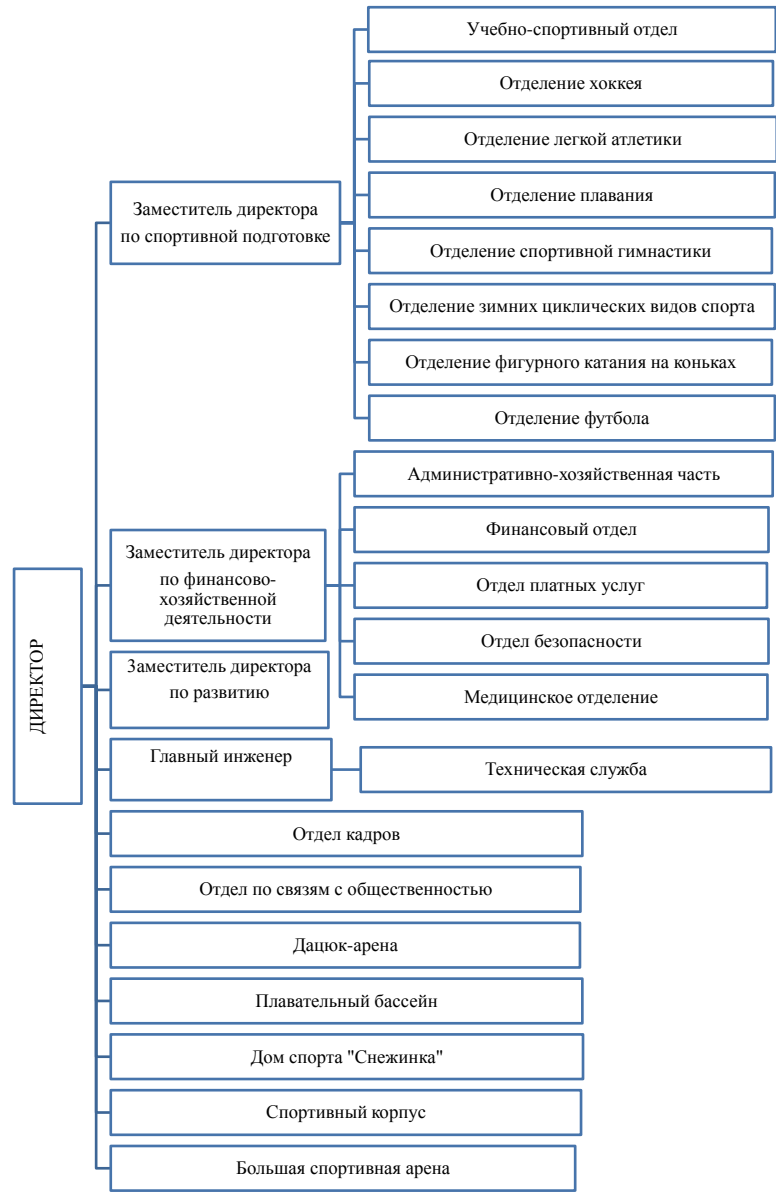 Учебно-спортивный отдел
Отделение хоккея
Отделение легкой атлетики
Заместитель директора
по спортивной подготовке
Отделение плавания
Отделение спортивной гимнастики
Отделение зимних циклических видов спорта
Отделение фигурного катания на коньках
Отделение футбола
Административно-хозяйственная часть
Финансовый отдел
Заместитель директора
по финансово-
хозяйственной
деятельности
Отдел платных услуг
Отдел безопасности
Заместитель директора
по развитию
Медицинское отделение
ДИРЕКТОР
Главный инженер
Техническая служба
Отдел кадров
Отдел по связям с общественностью
Дацюк-арена
Плавательный бассейн
Дом спорта "Снежинка"
Спортивный корпус
Большая спортивная арена